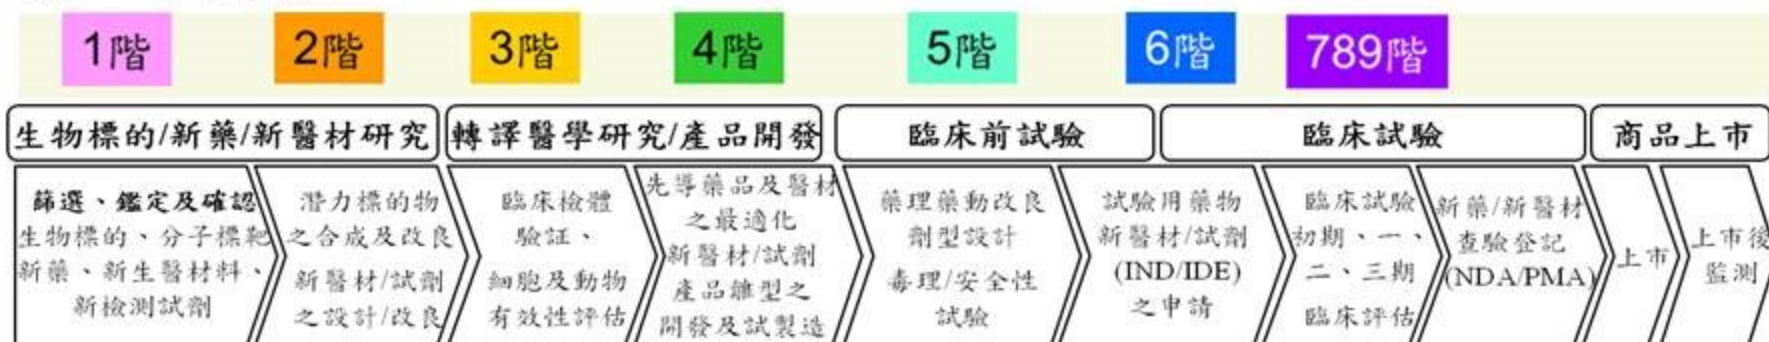 1階
2階
3階
4階
5階
6階
789階
生物標的/新藥/新醫材研究
轉譯醫學研究/產品開發
臨床前試驗
臨床試驗
商品上市
篩選、鑑定及確認
生物標的、分子標靶
新藥、新生醫材料、
新檢測試劑
潛力標的物
之合成及改良
新醫材/試劑
之設計/改良
臨床檢體
驗証、
細胞及動物
有效性評估
先導藥品及醫材
之最適化
新醫材/試劑
產品雛型之
開發及試製造
藥理藥動改良
劑型設計
毒理/安全性
試驗
試驗用藥物
新醫材/試劑
(IND/IDE)
之申請
臨床試驗
初期、一、
二、三期
臨床評估
新藥/新醫材
查驗登記
(NDA/PMA)
上市
上市後
監測